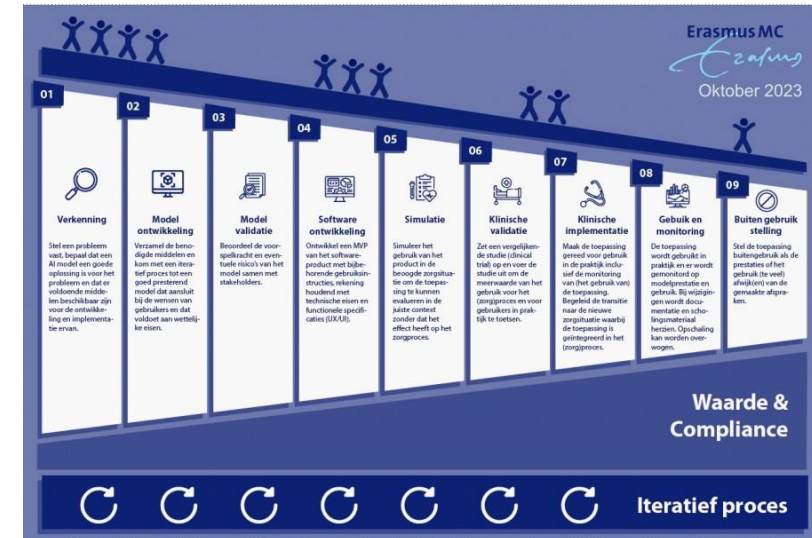 Erasmus MC
Erasmus
Oktober 2023
01
Verkenning
Stel een probleem
vast, bepaal dat een
AI model een goede
oplossing is voor het
probleem en dat er
voldoende midde-
len beschikbaar zijn
voor de ontwikke-
ling en implementa-
tie ervan.
02
Model
ontwikkeling
Verzamel de beno-
digde middelen en
kom met een itera-
tief proces tot een
goed presterend
model dat aansluit
bij de wensen van
gebruikers en dat
voldoet aan wettelij-
ke eisen.
03
Model
validatie
Beoordeel de voor-
spelkracht en even-
tuele risico's van het
model samen met
stakeholders.
04
Software
ontwikkeling
Ontwikkel een MVP
van het software-
product met bijbe-
horende gebruiksin-
structies, rekening
houdend met
technische eisen en
functionele specifi-
caties (UX/UI).
05
Simulatie
Simuleer het
gebruik van het
product in de
beoogde zorgsitua-
tie om de toepas-
sing te kunnen
evalueren in de
juiste context
zonder dat het
effect heeft op het
zorgproces.
06
Klinische
validatie
Zet een vergelijken-
de studie (clinical
trial) op en voer de
studie uit om de
meerwaarde van het
gebruik voor het
(zorg)proces en voor
gebruikers in prak-
tijk te toetsen.
07
Klinische
implementatie
Maak de toepassing
gereed voor gebruik
in de praktijk inclu-
sief de monitoring
van (het gebruik van)
de toepassing.
Begeleid de transitie
naar de nieuwe
zorgsituatie waarbij
de toepassing is
geïntegreerd in het
(zorg)proces.
08
Gebuik en
monitoring
De toepassing
wordt gebruikt in
praktijk en er wordt
gemonitord op
modelprestatie en
gebruik. Bij wijzigin-
gen wordt docu-
mentatie en scho-
lingsmateriaal
herzien. Opschaling
kan worden over-
wogen.
09
Buiten gebruik
stelling
Stel de toepassing
buitengebruik als de
prestaties of het
gebruik (te veel)
afwijk(en) van de
gemaakte afspra-
ken.
Waarde &
Compliance
Iteratief proces